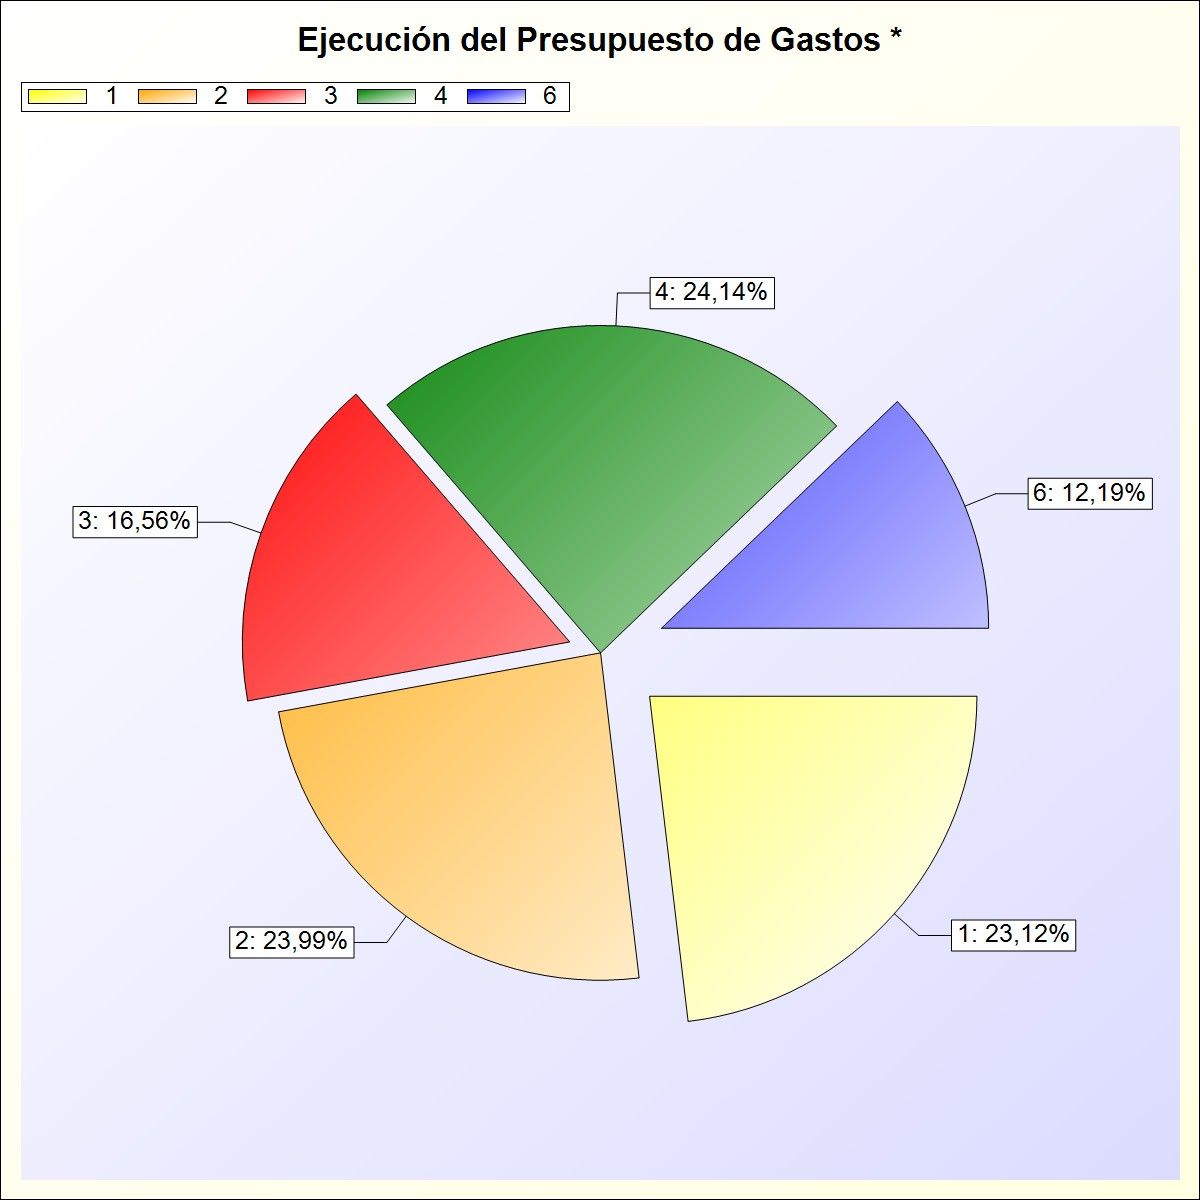 Ejecución del Presupuesto de Gastos *
1 2 3 4 6
4: 24,14%
6: 12,19%
3: 16,56%
2: 23,99%
1: 23,12%